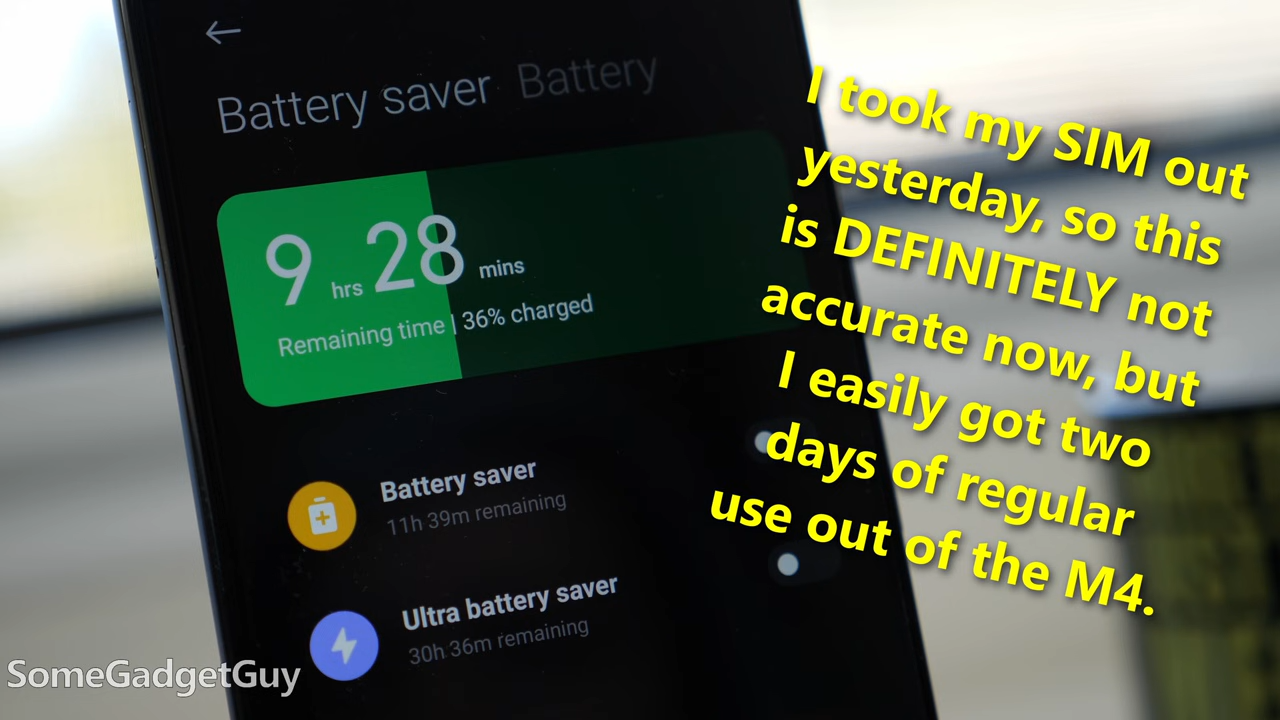 Battery saver Battery
9 hrs 28 mins
Remaining time | 36% charged
Battery saver
11h 39m remaining
Ultra battery saver
30h 36m remaining
I took my SIM out
yesterday, so this
is DEFINITELY not
accurate now, but
I easily got two
days of regular
use out of the M4.
SomeGadgetGuy